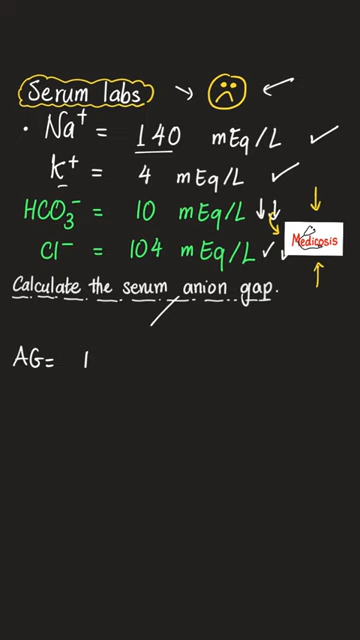 Serum labs
Na⁺ = 140 mEq/L
K⁺ = 4 mEq/L
HCO₃⁻ = 10 mEq/L ↓↓
Cl⁻ = 104 mEq/L ✓
Medicosis
Calculate the serum anion gap.
AG= 1